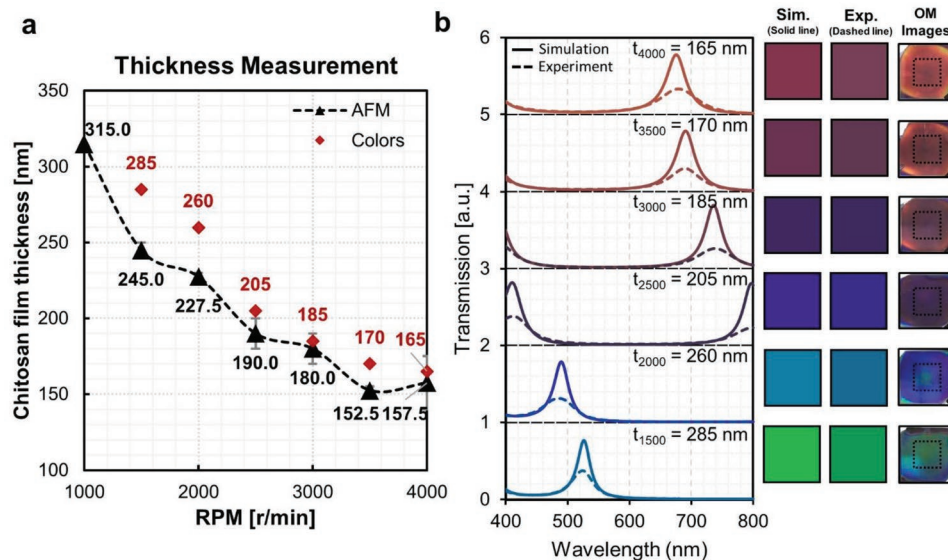 a
Thickness Measurement
Chitosan film thickness [nm]
350
300
250
200
150
100
AFM
Colors
315.0
285
260
245.0
227.5
205
190.0
185
180.0
170
165
152.5
157.5
1000
2000
3000
4000
RPM [r/min]
b
Transmission [a.u.]
6
5
4
3
2
1
0
Simulation
Experiment
t4000 = 165 nm
t3500 = 170 nm
t3000 = 185 nm
t2500 = 205 nm
t2000 = 260 nm
t1500 = 285 nm
400
500
600
700
800
Wavelength (nm)
Sim.
(Solid line)
Exp.
(Dashed line)
OM
Images